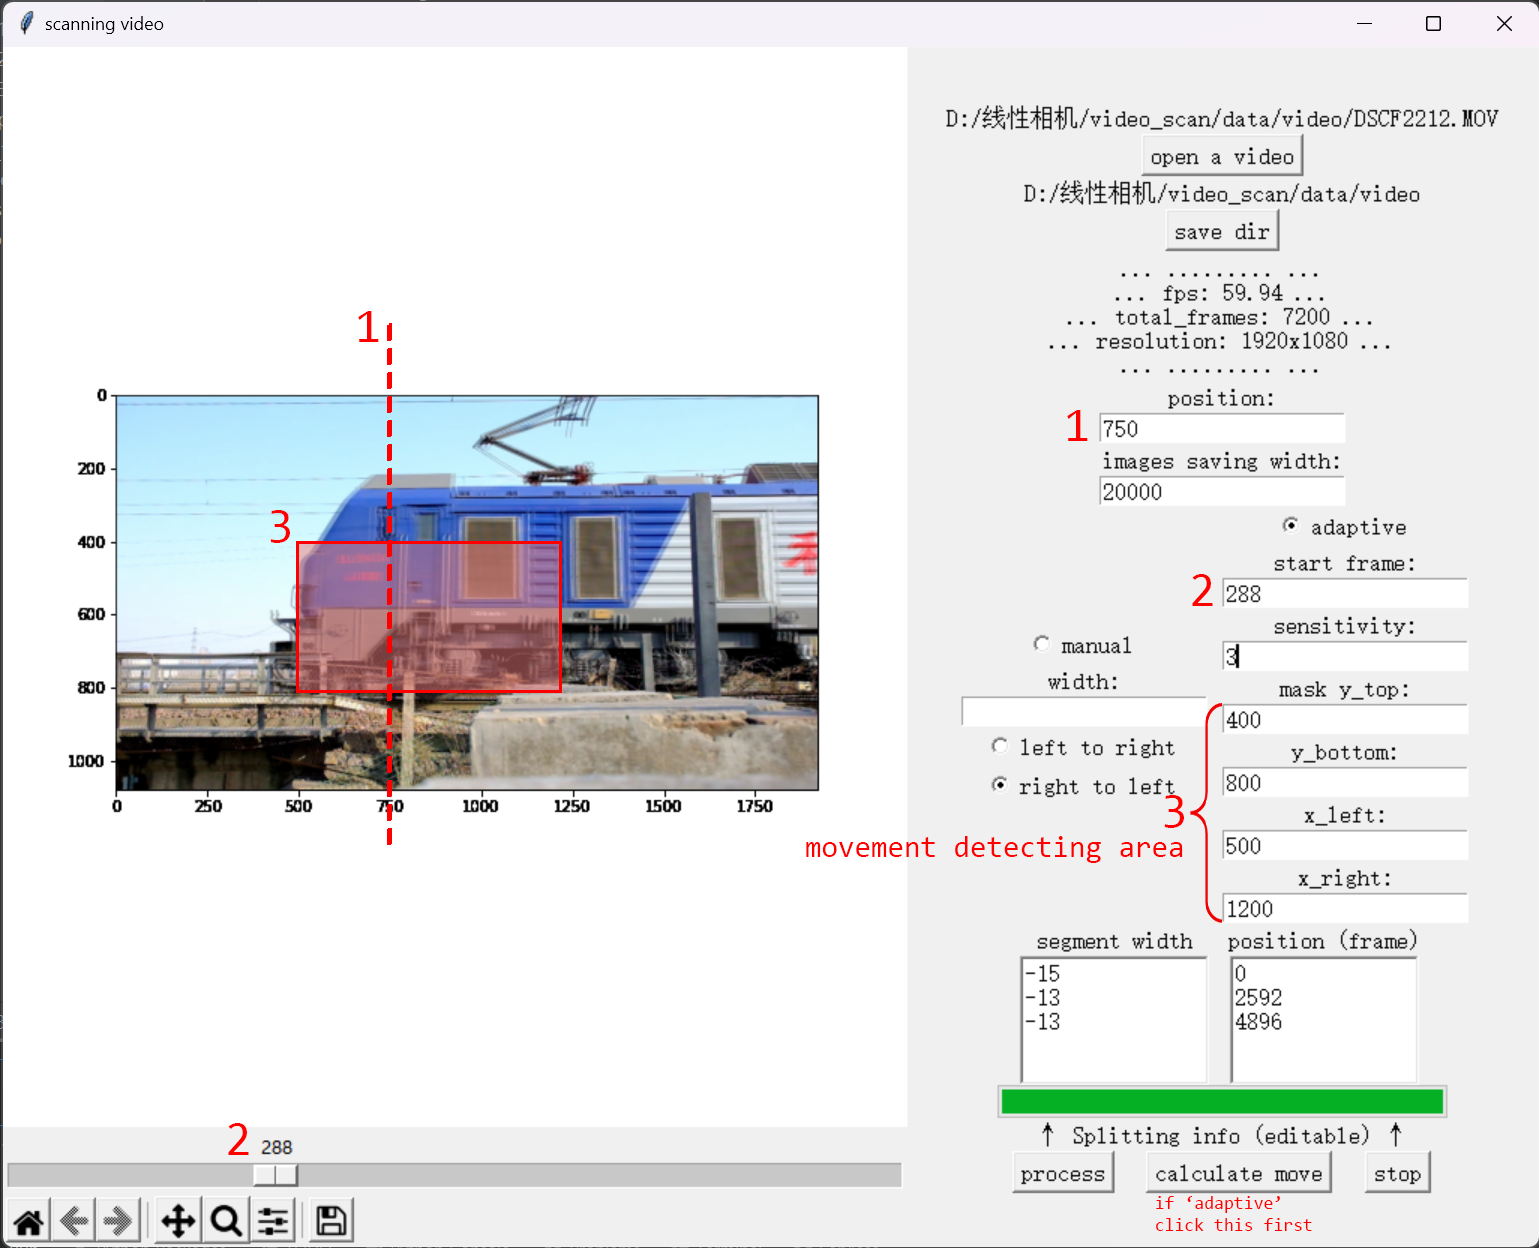 scanning video
D:/线性相机/video_scan/data/video/DSCF2212.MOV
open a video
D:/线性相机/video_scan/data/video
save dir
... ......... ...
... fps: 59.94 ...
... total_frames: 7200 ...
... resolution: 1920x1080 ...
... ......... ...
position:
1
750
images saving width:
20000
adaptive
start frame:
2
288
sensitivity:
3
manual
width:
left to right
right to left
mask y_top:
400
y_bottom:
800
x_left:
500
x_right:
1200
3
movement detecting area
segment width
-15
-13
-13
position (frame)
0
2592
4896
↑ Splitting info (editable) ↑
process
calculate move
stop
if ‘adaptive’
click this first
1
3
0
200
400
600
800
1000
0
250
500
750
1000
1250
1500
1750
2
288